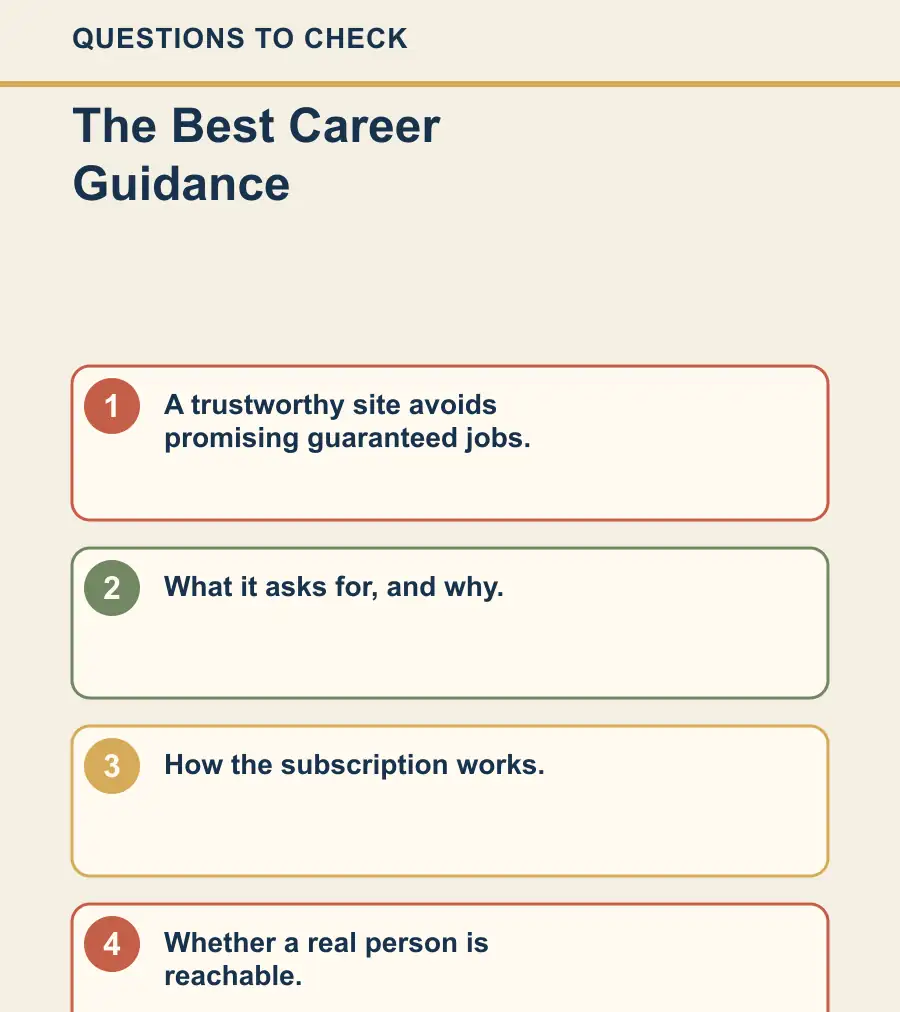 QUESTIONS TO CHECK
The Best Career
Guidance
1
A trustworthy site avoids
promising guaranteed jobs.
2
What it asks for, and why.
3
How the subscription works.
4
Whether a real person is
reachable.